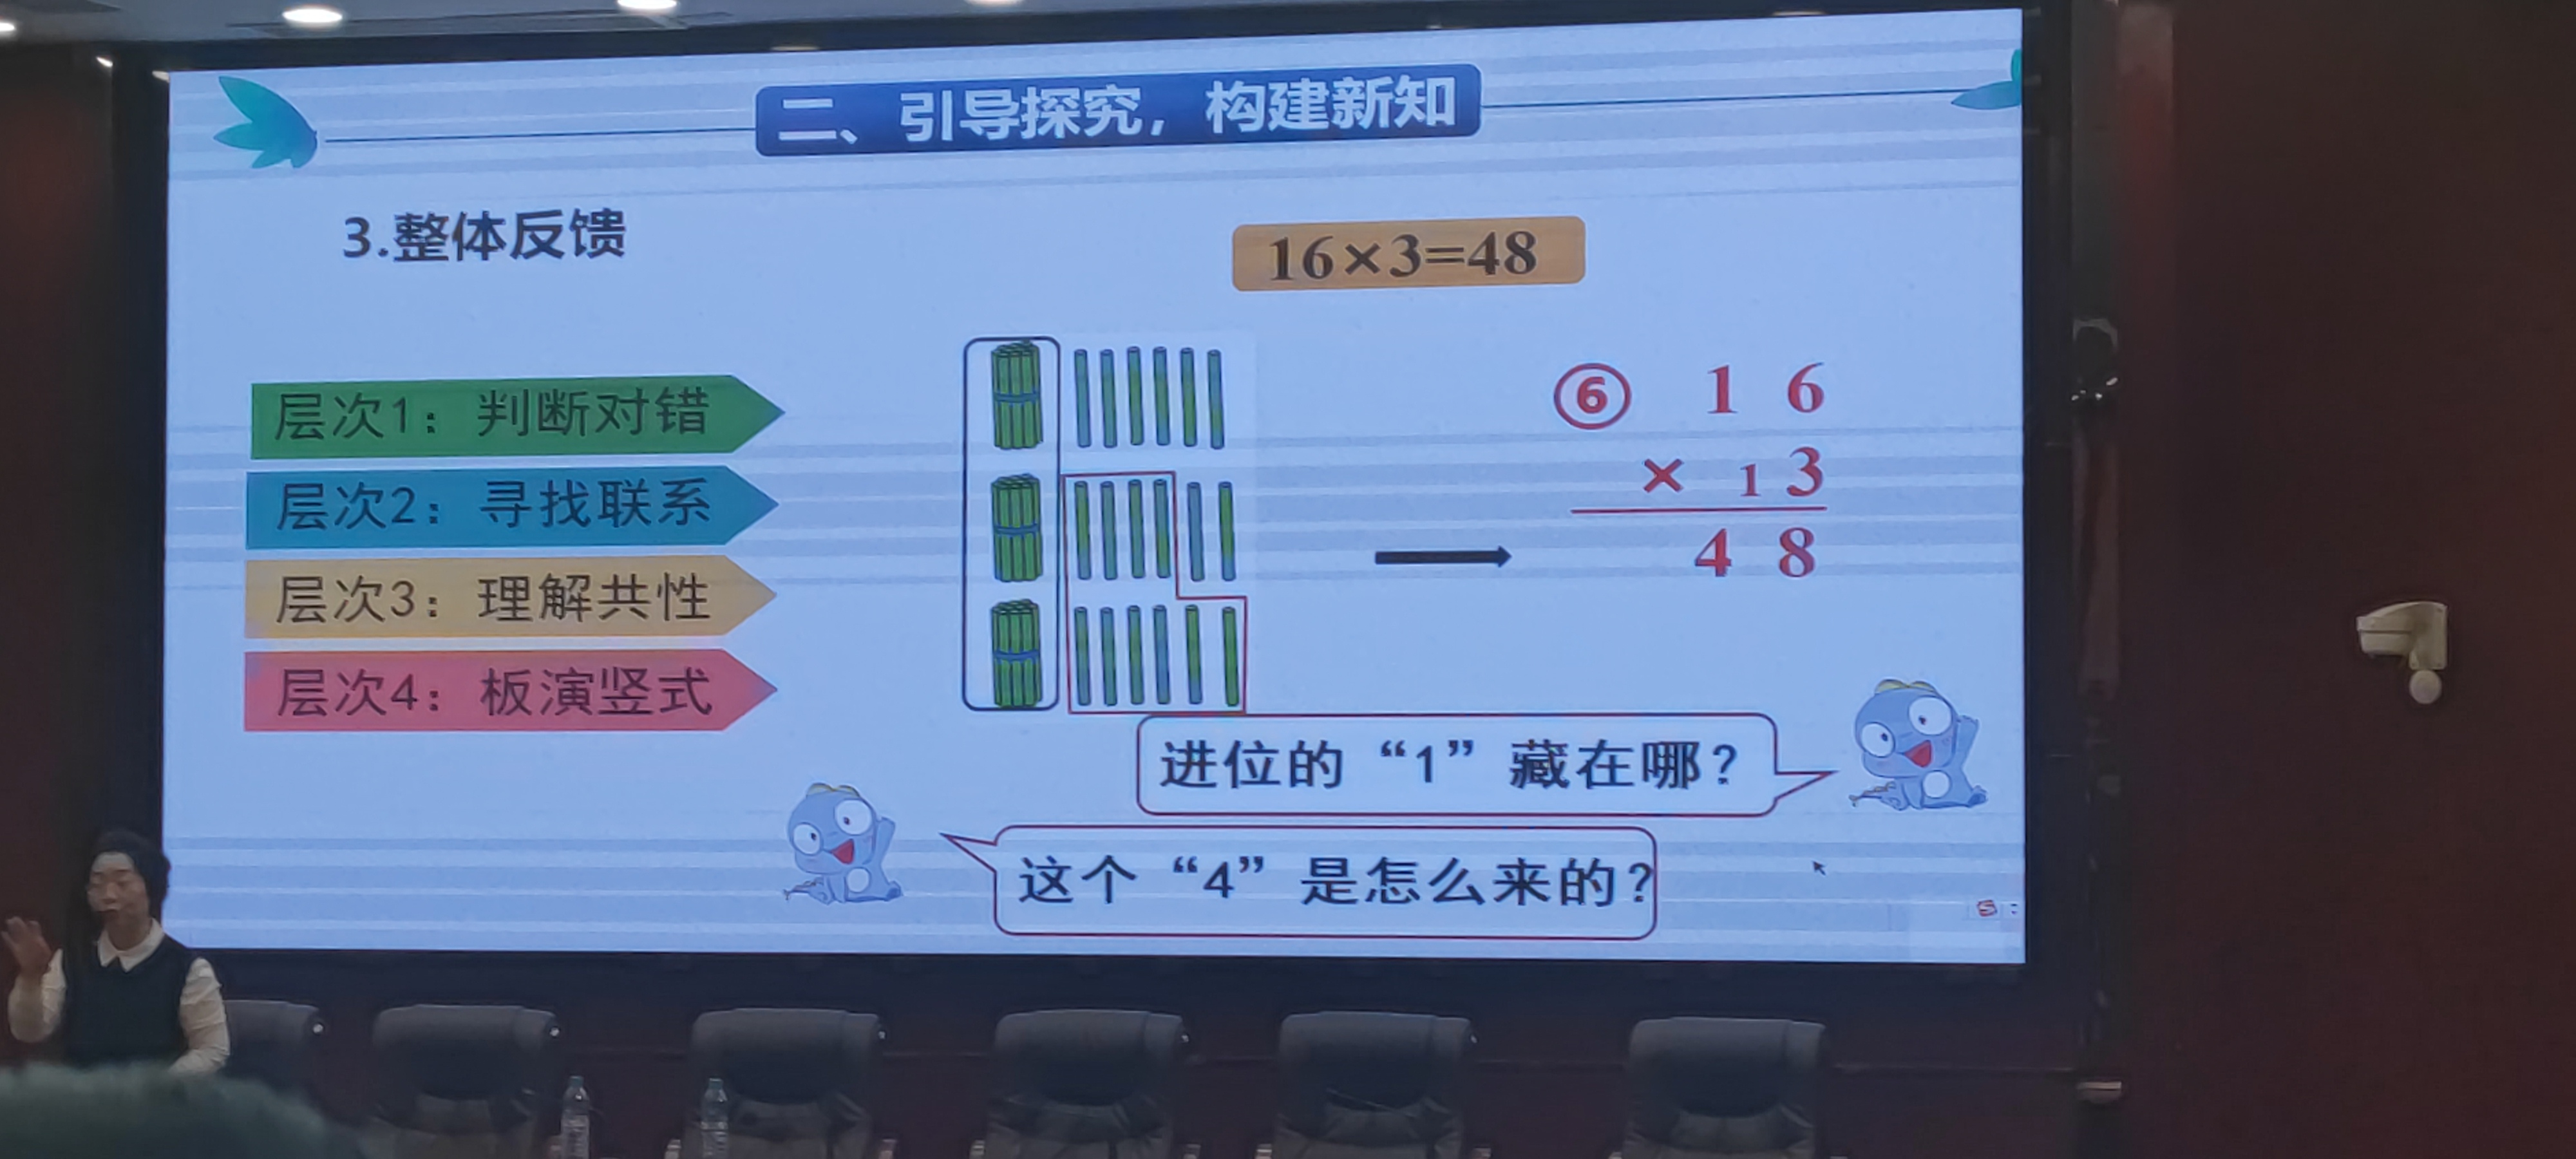 二、引导探究，构建新知
3.整体反馈
16×3=48
层次1：判断对错
层次2：寻找联系
层次3：理解共性
层次4：板演竖式
⑥ 1 6
× 1 3
4 8
进位的“1”藏在哪？
这个“4”是怎么来的？